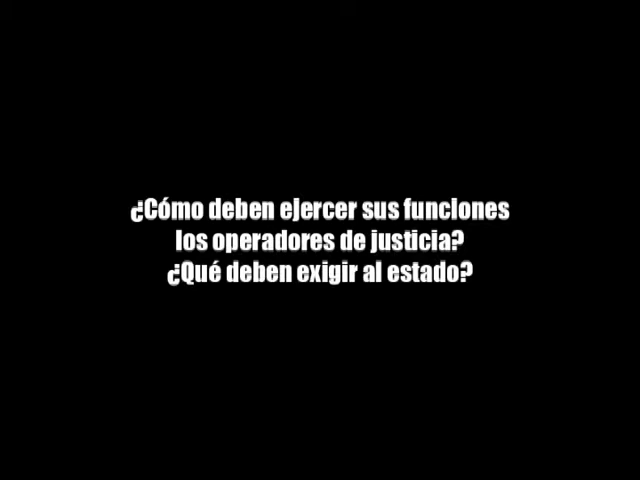 ¿Cómo deben ejercer sus funciones
los operadores de justicia?
¿Qué deben exigir al estado?